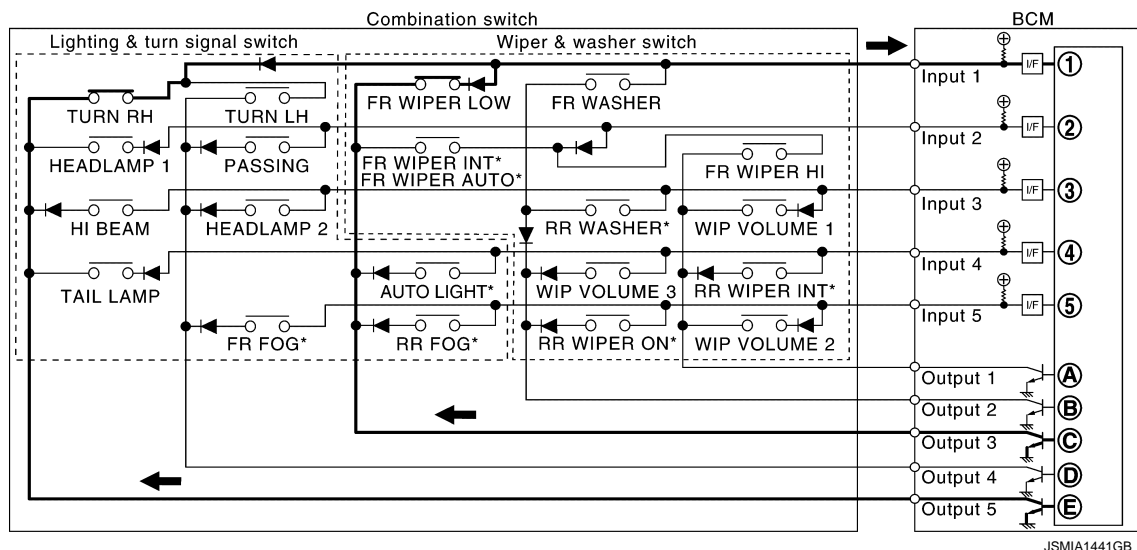 Combination switch
BCM
Lighting & turn signal switch
Wiper & washer switch
TURN RH
TURN LH
FR WIPER LOW
FR WASHER
Input 1
I/F
1
HEADLAMP 1
PASSING
FR WIPER INT*
FR WIPER AUTO*
FR WIPER HI
Input 2
I/F
2
HI BEAM
HEADLAMP 2
RR WASHER*
WIP VOLUME 1
Input 3
I/F
3
TAIL LAMP
AUTO LIGHT*
WIP VOLUME 3
RR WIPER INT*
Input 4
I/F
4
FR FOG*
RR FOG*
RR WIPER ON*
WIP VOLUME 2
Input 5
I/F
5
Output 1
A
Output 2
B
Output 3
C
Output 4
D
Output 5
E
JSMIA1441GB